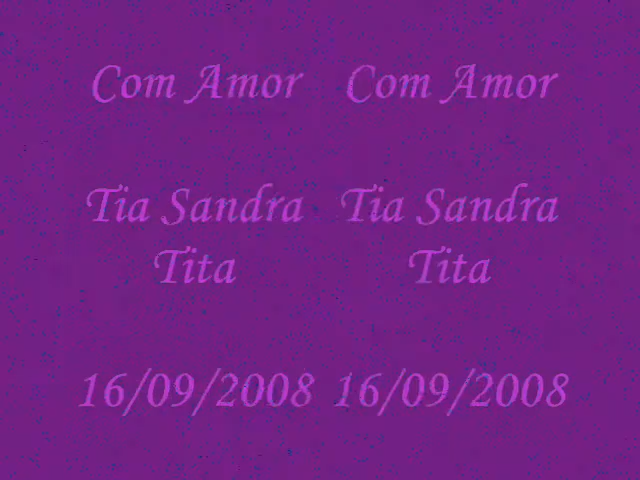 Com Amor Com Amor
Tia Sandra Tia Sandra
Tita Tita
16/09/2008 16/09/2008